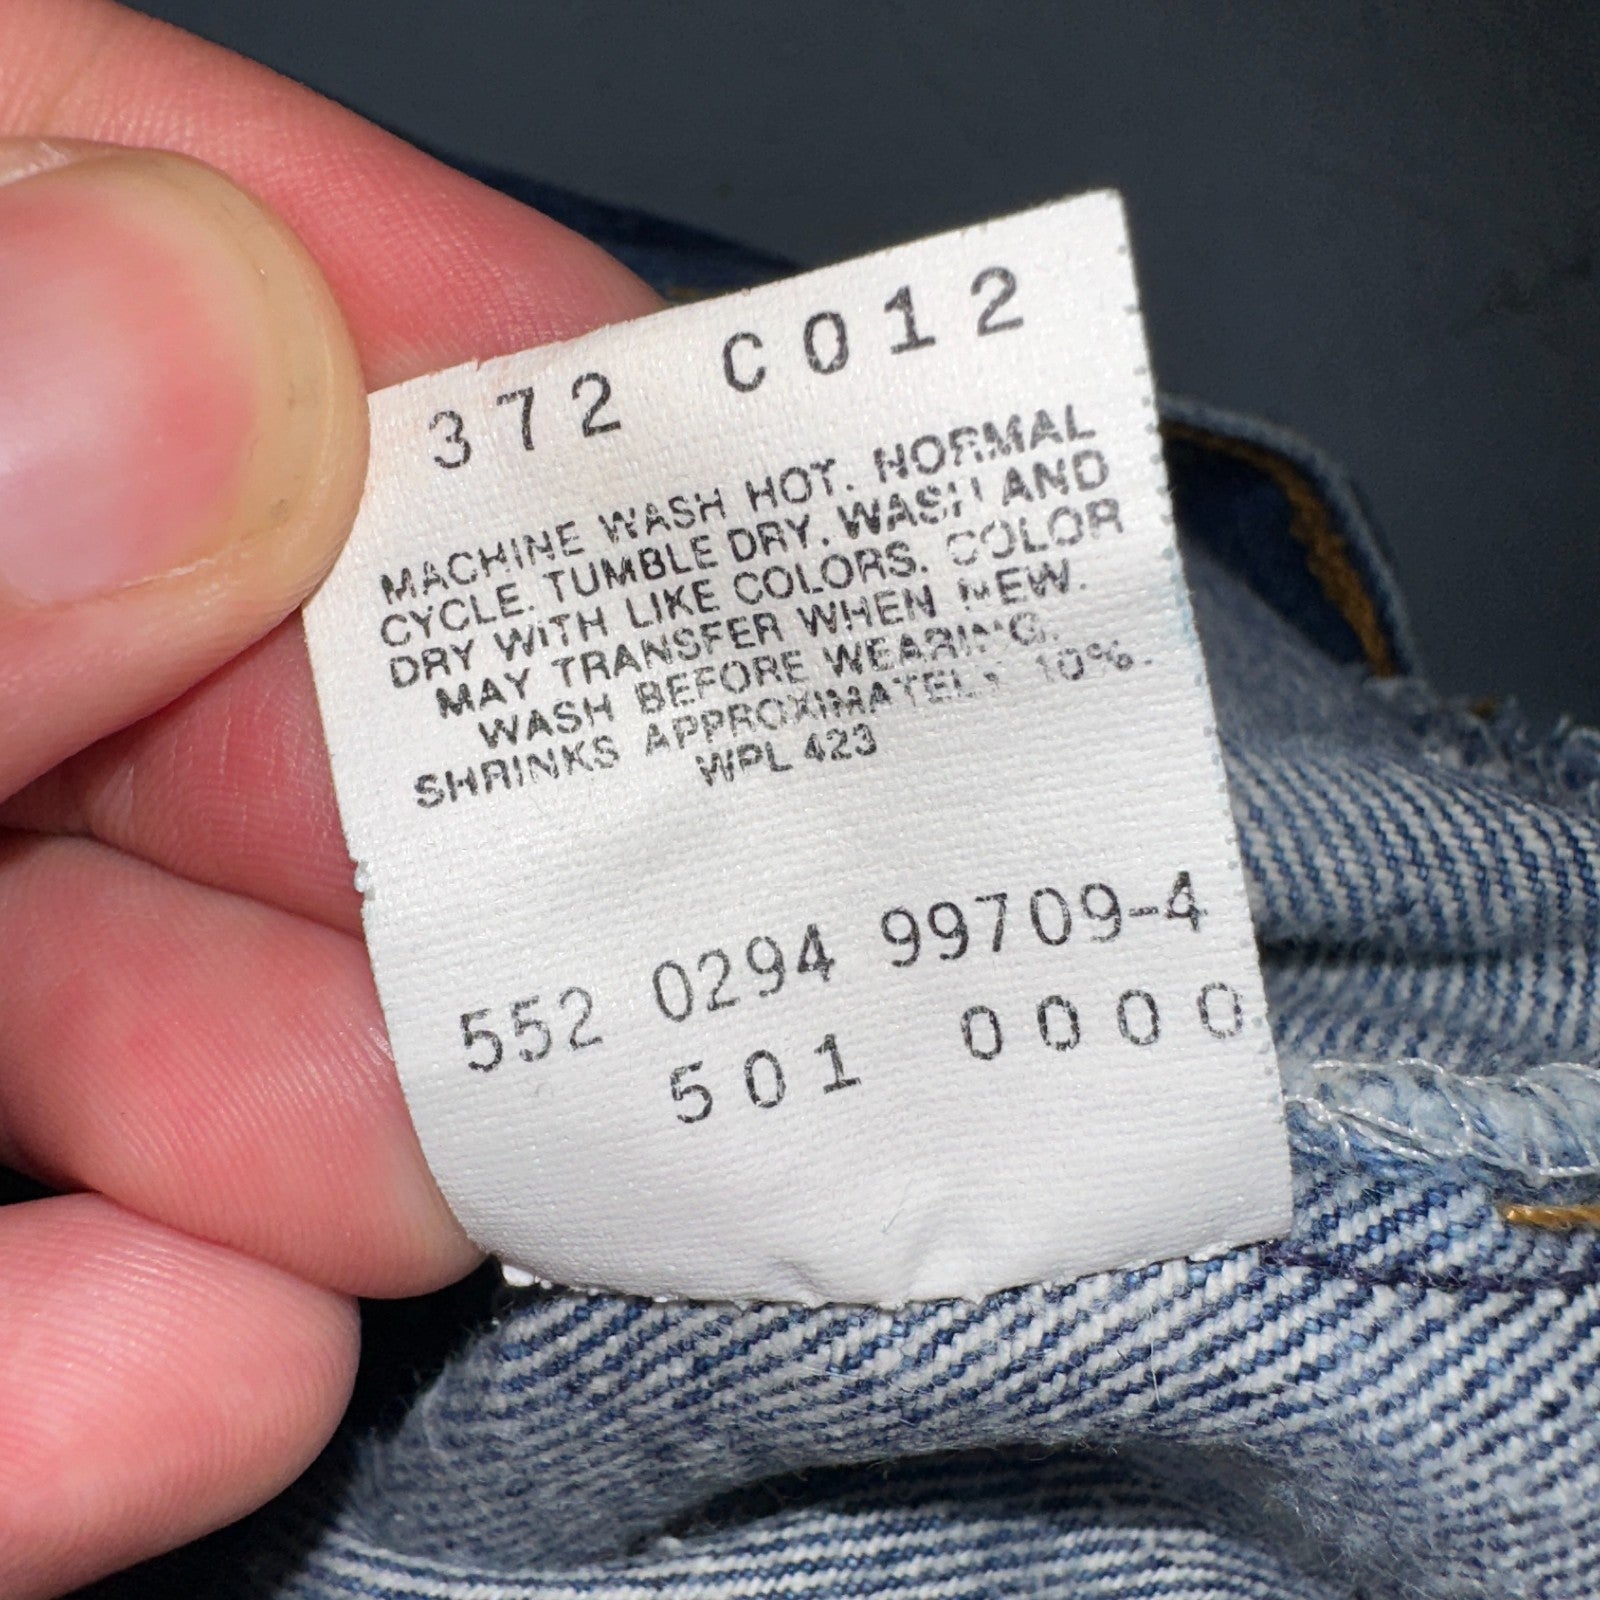 372 C012
MACHINE WASH HOT. NORMAL
CYCLE. TUMBLE DRY. WASH AND
DRY WITH LIKE COLORS. COLOR
MAY TRANSFER WHEN NEW.
WASH BEFORE WEARING.
SHRINKS APPROXIMATELY 10%.
WPL 423
552 0294 99709-4
501 0000